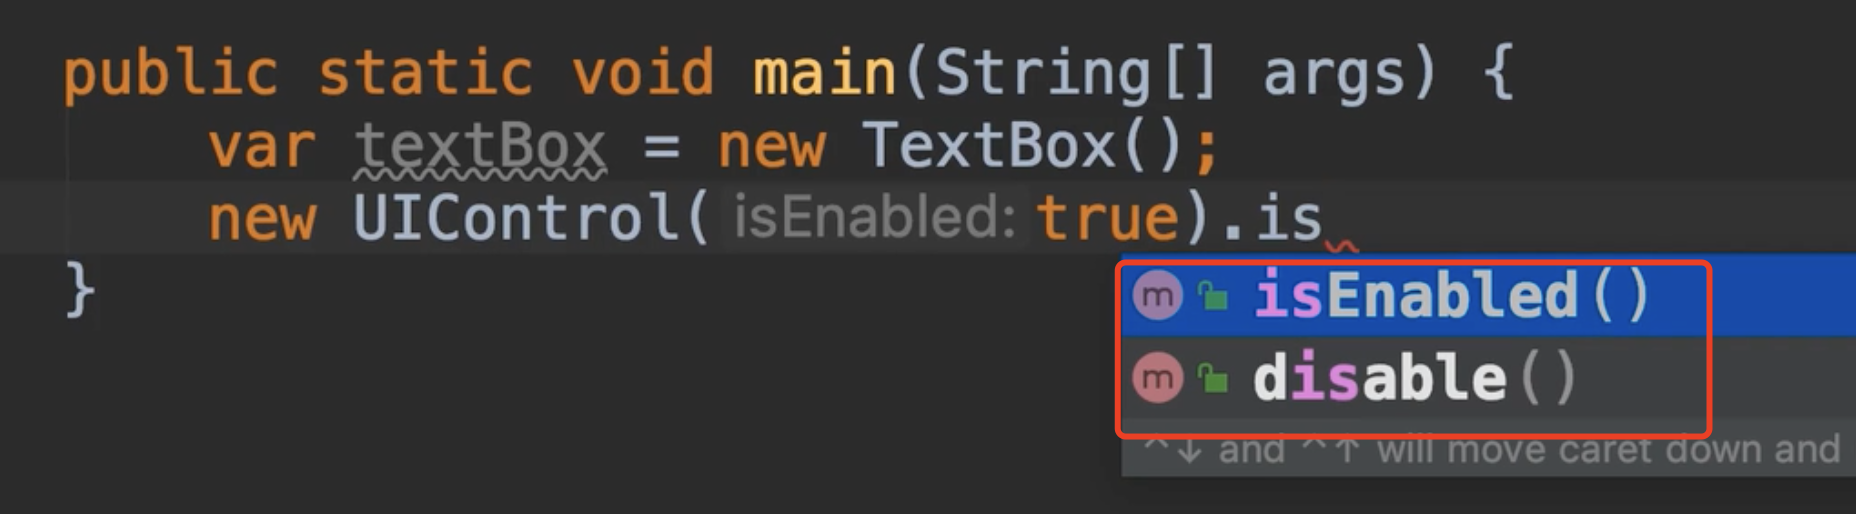 public static void main(String[] args) {
var textBox = new TextBox();
new UIControl( isEnabled: true).is
}
m isEnabled()
m disable()
^↓ and ^↑ will move caret down and